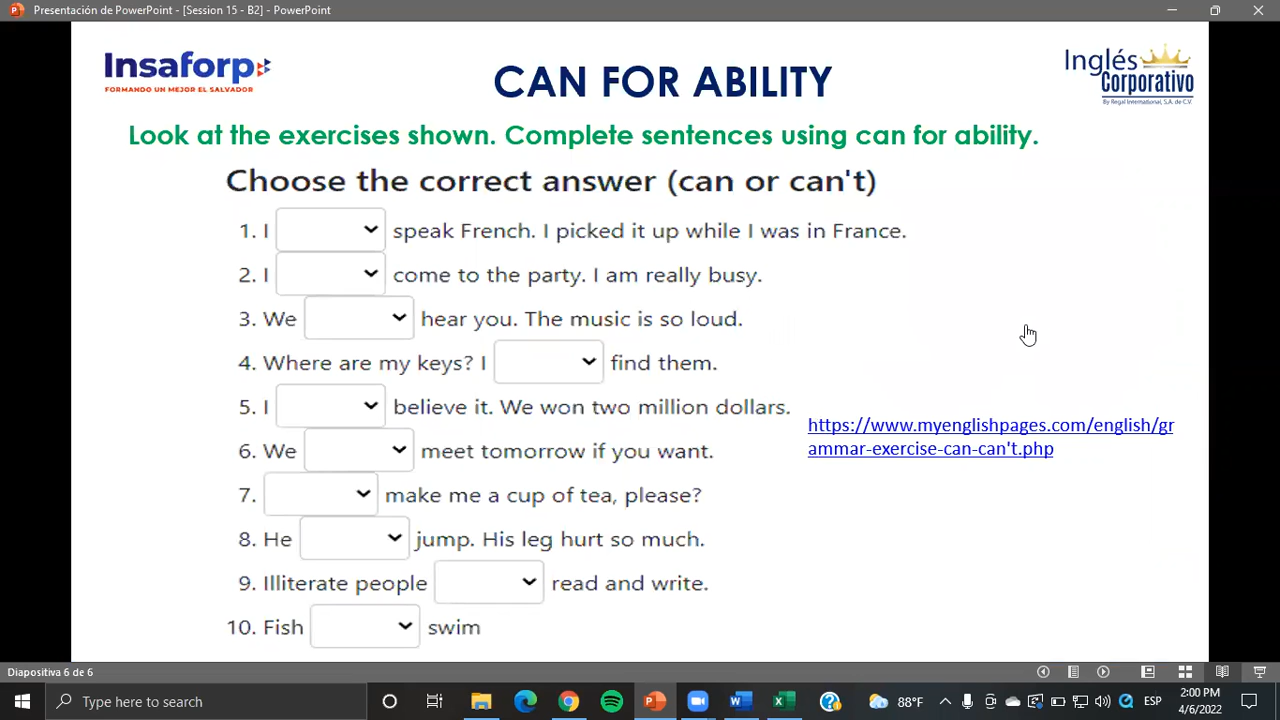 Presentación de PowerPoint - [Session 15 - B2] - PowerPoint
Insaforp
FORMANDO UN MEJOR EL SALVADOR
CAN FOR ABILITY
Inglés
Corporativo
By Regal International, S.A. de C.V.
Look at the exercises shown. Complete sentences using can for ability.
Choose the correct answer (can or can't)
1. I speak French. I picked it up while I was in France.
2. I come to the party. I am really busy.
3. We hear you. The music is so loud.
4. Where are my keys? I find them.
5. I believe it. We won two million dollars.
https://www.myenglishpages.com/english/gr
ammar-exercise-can-can't.php
6. We meet tomorrow if you want.
7. make me a cup of tea, please?
8. He jump. His leg hurt so much.
9. Illiterate people read and write.
10. Fish swim
Diapositiva 6 de 6
Type here to search
88°F
ESP
2:00 PM
4/6/2022